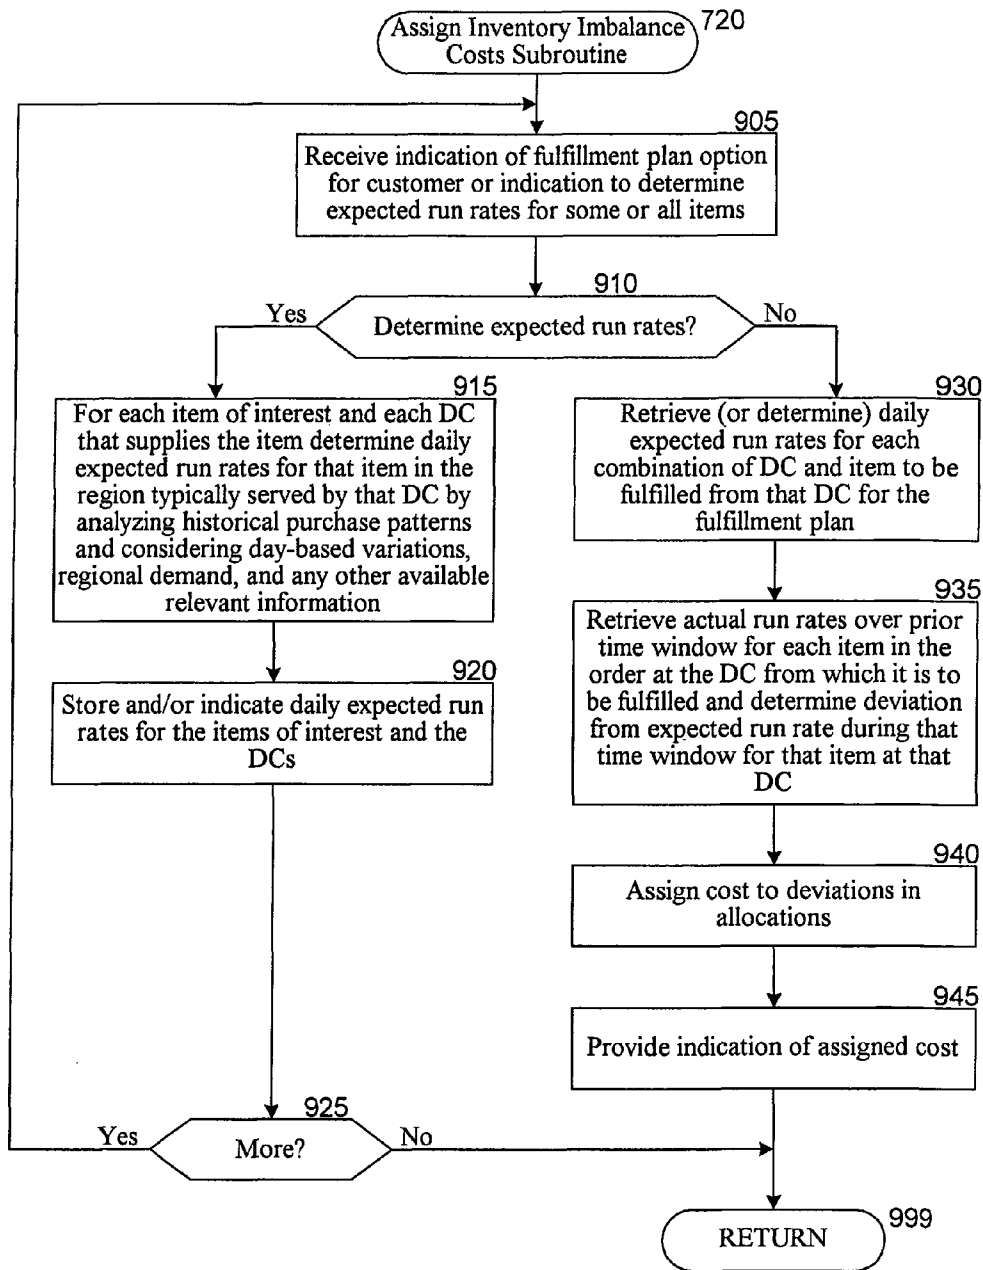 Assign Inventory Imbalance
Costs Subroutine
720
905
Receive indication of fulfillment plan option
for customer or indication to determine
expected run rates for some or all items
910
Yes
Determine expected run rates?
No
915
For each item of interest and each DC
that supplies the item determine daily
expected run rates for that item in the
region typically served by that DC by
analyzing historical purchase patterns
and considering day-based variations,
regional demand, and any other available
relevant information
920
Store and/or indicate daily expected run
rates for the items of interest and the
DCs
930
Retrieve (or determine) daily
expected run rates for each
combination of DC and item to be
fulfilled from that DC for the
fulfillment plan
935
Retrieve actual run rates over prior
time window for each item in the
order at the DC from which it is to
be fulfilled and determine deviation
from expected run rate during that
time window for that item at that
DC
940
Assign cost to deviations in
allocations
945
Provide indication of assigned cost
925
Yes
More?
No
RETURN
999